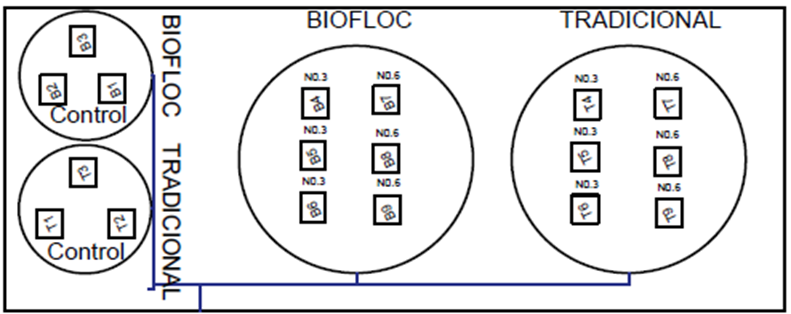 BIOFLOC
TRADICIONAL
B3
B2
B1
Control
BIOFLOC
T3
T1
T2
Control
TRADICIONAL
N0.3
N0.6
B4
B7
N0.3
N0.6
B5
B8
N0.3
N0.6
B6
B9
N0.3
N0.6
T4
T7
N0.3
N0.6
T5
T8
N0.3
N0.6
T6
T9